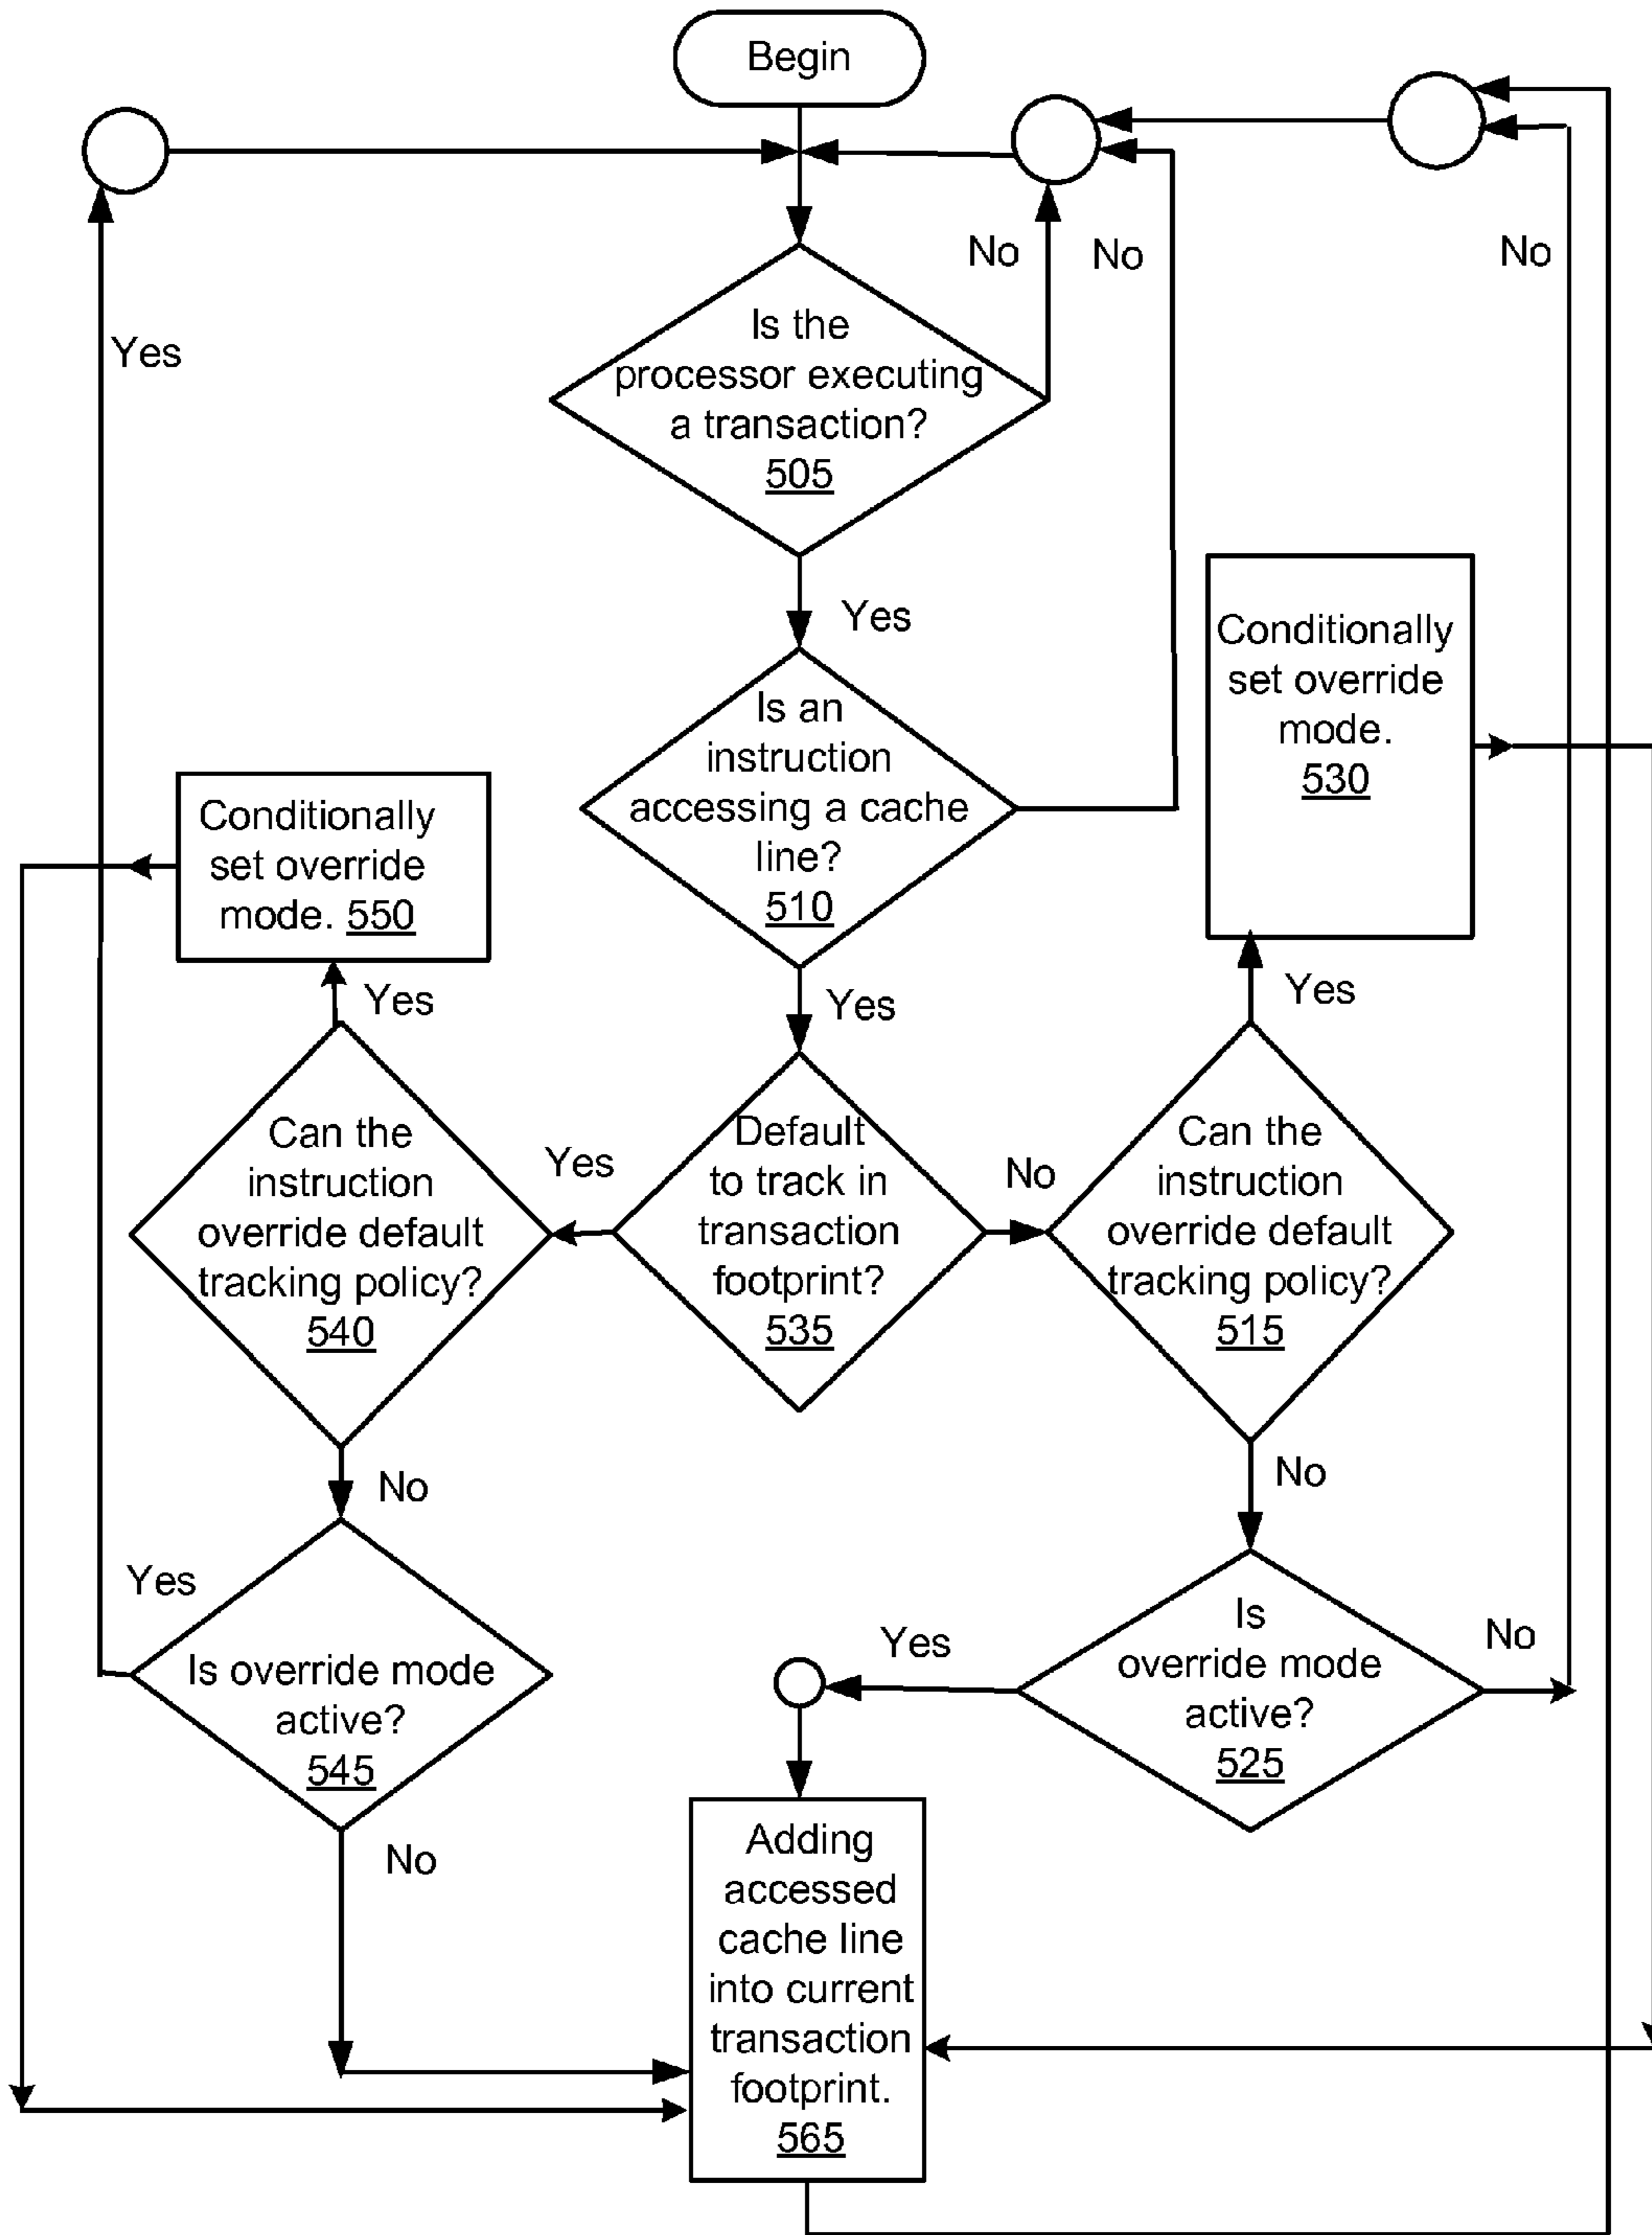 Begin
No
No
No
Yes
Is the
processor executing
a transaction?
505
Yes
Conditionally
set override
mode.
530
Is an
instruction
accessing a cache
line?
510
Conditionally
set override
mode. 550
Yes
Yes
Yes
Can the
instruction
override default
tracking policy?
540
Yes
Default
to track in
transaction
footprint?
535
No
Can the
instruction
override default
tracking policy?
515
No
No
Yes
Is override mode
active?
545
Yes
Is
override mode
active?
525
No
No
Adding
accessed
cache line
into current
transaction
footprint.
565